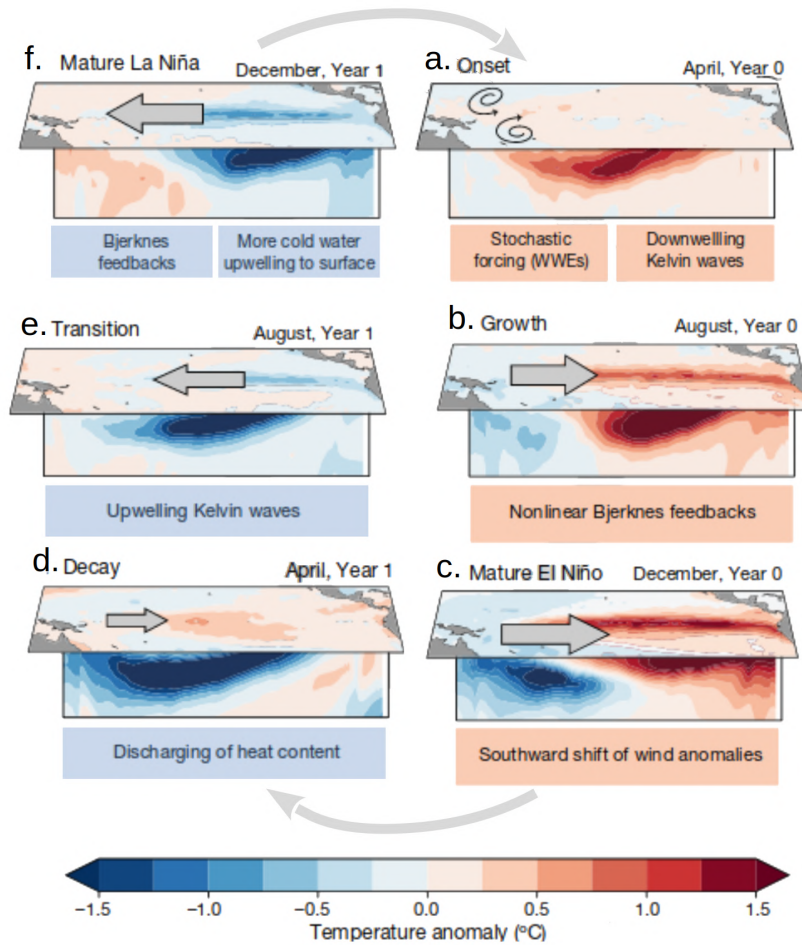 f.
Mature La Niña
December, Year 1
Bjerknes
feedbacks
More cold water
upwelling to surface
a.
Onset
April, Year 0
Stochastic
forcing (WWEs)
Downwellling
Kelvin waves
e.
Transition
August, Year 1
Upwelling Kelvin waves
b.
Growth
August, Year 0
Nonlinear Bjerknes feedbacks
d.
Decay
April, Year 1
Discharging of heat content
c.
Mature El Niño
December, Year 0
Southward shift of wind anomalies
−1.5 −1.0 −0.5 0.0 0.5 1.0 1.5
Temperature anomaly (ºC)